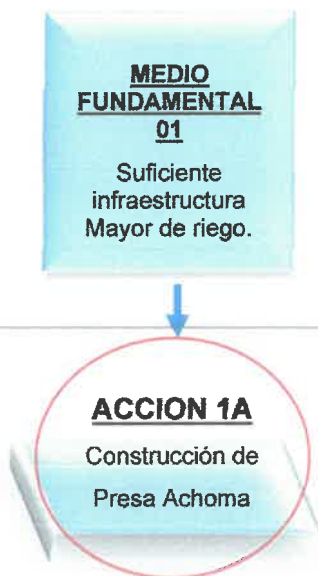 MEDIO
FUNDAMENTAL
01
Suficiente
infraestructura
Mayor de riego.
ACCION 1A
Construcción de
Presa Achoma